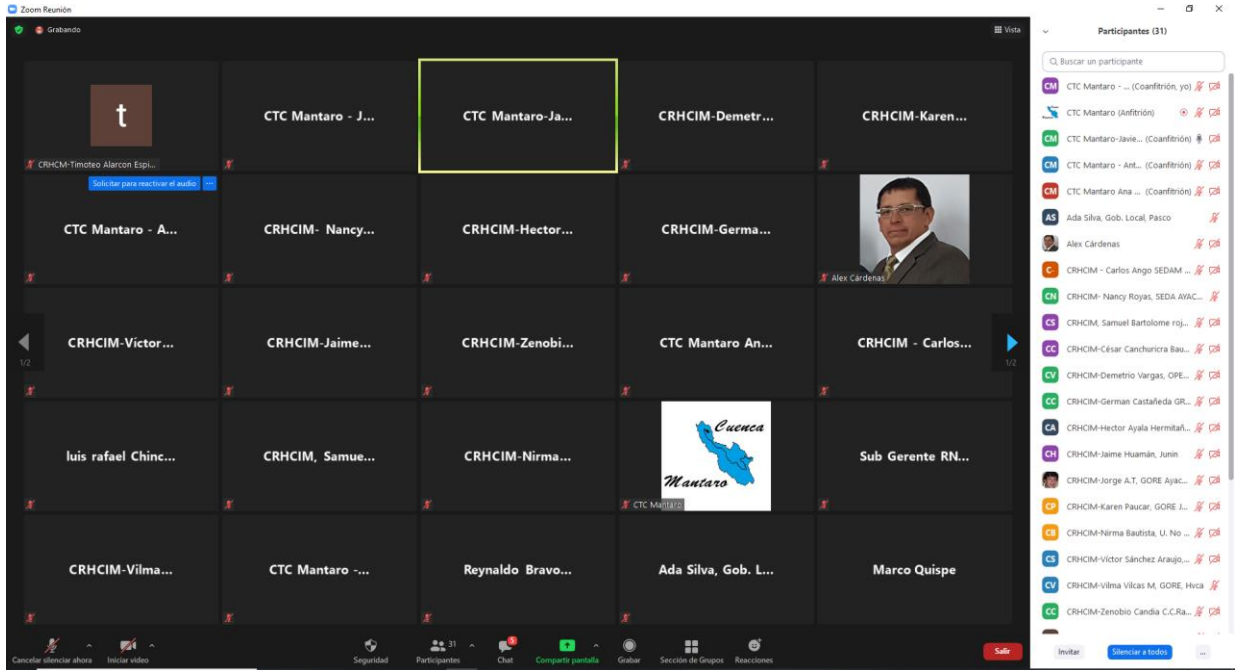 Zoom Reunión
Grabando
Vista
t
CRHCM-Timoteo Alarcon Espi...
CTC Mantaro - J...
CTC Mantaro-Ja...
CRHCIM-Demetr...
CRHCIM-Karen...
Solicitar para reactivar el audio ...
CTC Mantaro - A...
CRHCIM- Nancy...
CRHCIM-Hector...
CRHCIM-Germa...
Alex Cárdenas
CRHCIM-Víctor...
CRHCIM-Jaime...
CRHCIM-Zenobi...
CTC Mantaro An...
CRHCIM - Carlos...
1/2
1/2
luis rafael Chinc...
CRHCIM, Samue...
CRHCIM-Nirma...
Cuenca
Mantaro
CTC Mantaro
Sub Gerente RN...
CRHCIM-Vilma...
CTC Mantaro -...
Reynaldo Bravo...
Ada Silva, Gob. L...
Marco Quispe
Cancelar silenciar ahora
Iniciar video
Seguridad
31
Participantes
5
Chat
Compartir pantalla
Grabar
Sección de Grupos
Reacciones
Salir
Participantes (31)
Buscar un participante
CM CTC Mantaro - ... (Coanfitrión, yo)
CTC Mantaro (Anfitrión)
CM CTC Mantaro-Javie... (Coanfitrión)
CM CTC Mantaro - Ant... (Coanfitrión)
CM CTC Mantaro Ana ... (Coanfitrión)
AS Ada Silva, Gob. Local, Pasco
Alex Cárdenas
C- CRHCIM - Carlos Ango SEDAM ...
CN CRHCIM- Nancy Royas, SEDA AYAC...
CS CRHCIM, Samuel Bartolome roj...
CC CRHCIM-César Canchuricra Bau...
CV CRHCIM-Demetrio Vargas, OPE...
CC CRHCIM-German Castañeda GR...
CA CRHCIM-Hector Ayala Hermitañ...
CH CRHCIM-Jaime Huamán, Junin
CRHCIM-Jorge A.T, GORE Ayac...
CP CRHCIM-Karen Paucar, GORE J...
CB CRHCIM-Nirma Bautista, U. No ...
CS CRHCIM-Víctor Sánchez Araujo,...
CV CRHCIM-Vilma Vilcas M, GORE, Hvca
CC CRHCIM-Zenobio Candia C.C.Ra...
Invitar
Silenciar a todos
...